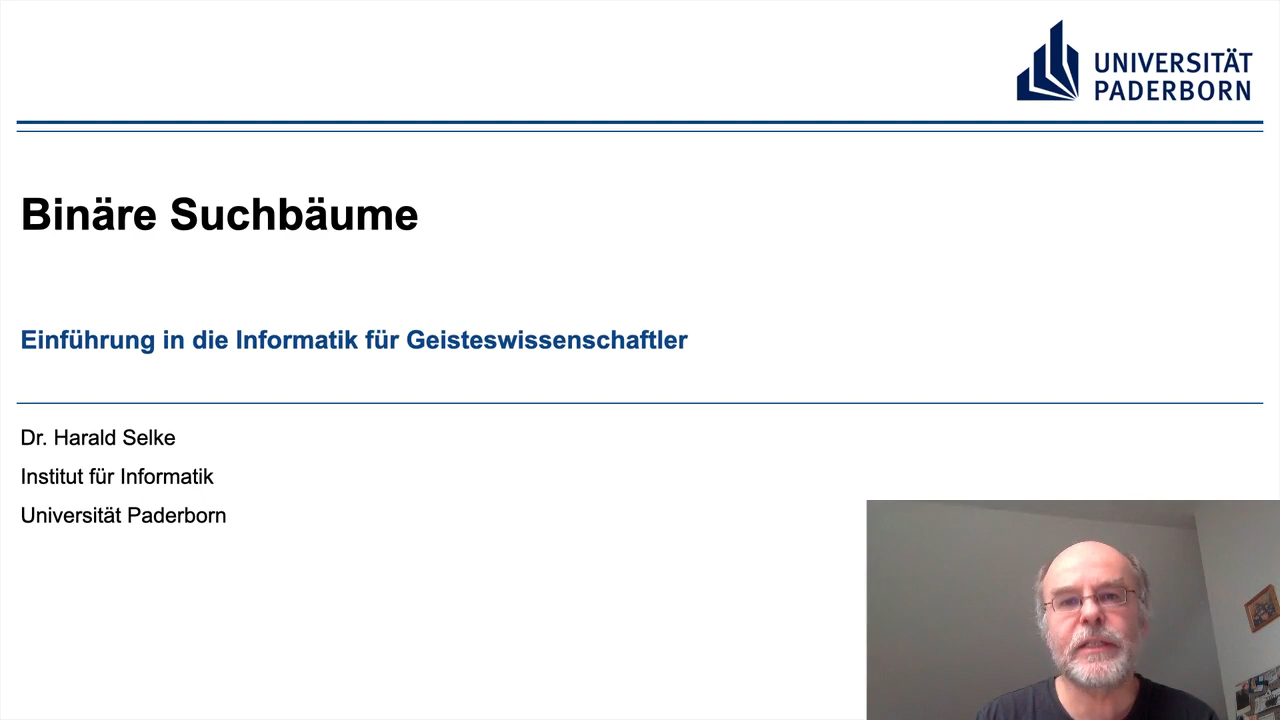 UNIVERSITÄT
PADERBORN
Binäre Suchbäume
Einführung in die Informatik für Geisteswissenschaftler
Dr. Harald Selke
Institut für Informatik
Universität Paderborn